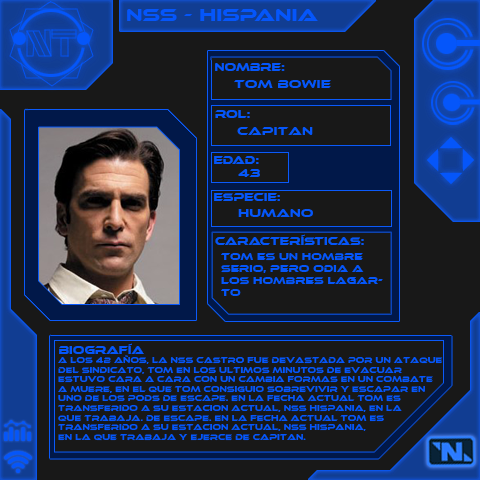 NT
NSS - HISPANIA
NOMBRE:
TOM BOWIE
ROL:
CAPITAN
EDAD:
43
ESPECIE:
HUMANO
CARACTERÍSTICAS:
TOM ES UN HOMBRE
SERIO, PERO ODIA A
LOS HOMBRES LAGAR-
TO
BIOGRAFÍA
A LOS 42 AÑOS, LA NSS CASTRO FUE DEVASTADA POR UN ATAQUE
DEL SINDICATO, TOM EN LOS ULTIMOS MINUTOS DE EVACUAR
ESTUVO CARA A CARA CON UN CAMBIA FORMAS EN UN COMBATE
A MUERE, EN EL QUE TOM CONSIGUIO SOBREVIVIR Y ESCAPAR EN
UNO DE LOS PODS DE ESCAPE. EN LA FECHA ACTUAL TOM ES
TRANSFERIDO A SU ESTACION ACTUAL, NSS HISPANIA, EN LA
QUE TRABAJA. DE ESCAPE. EN LA FECHA ACTUAL TOM ES
TRANSFERIDO A SU ESTACION ACTUAL, NSS HISPANIA,
EN LA QUE TRABAJA Y EJERCE DE CAPITAN.
N